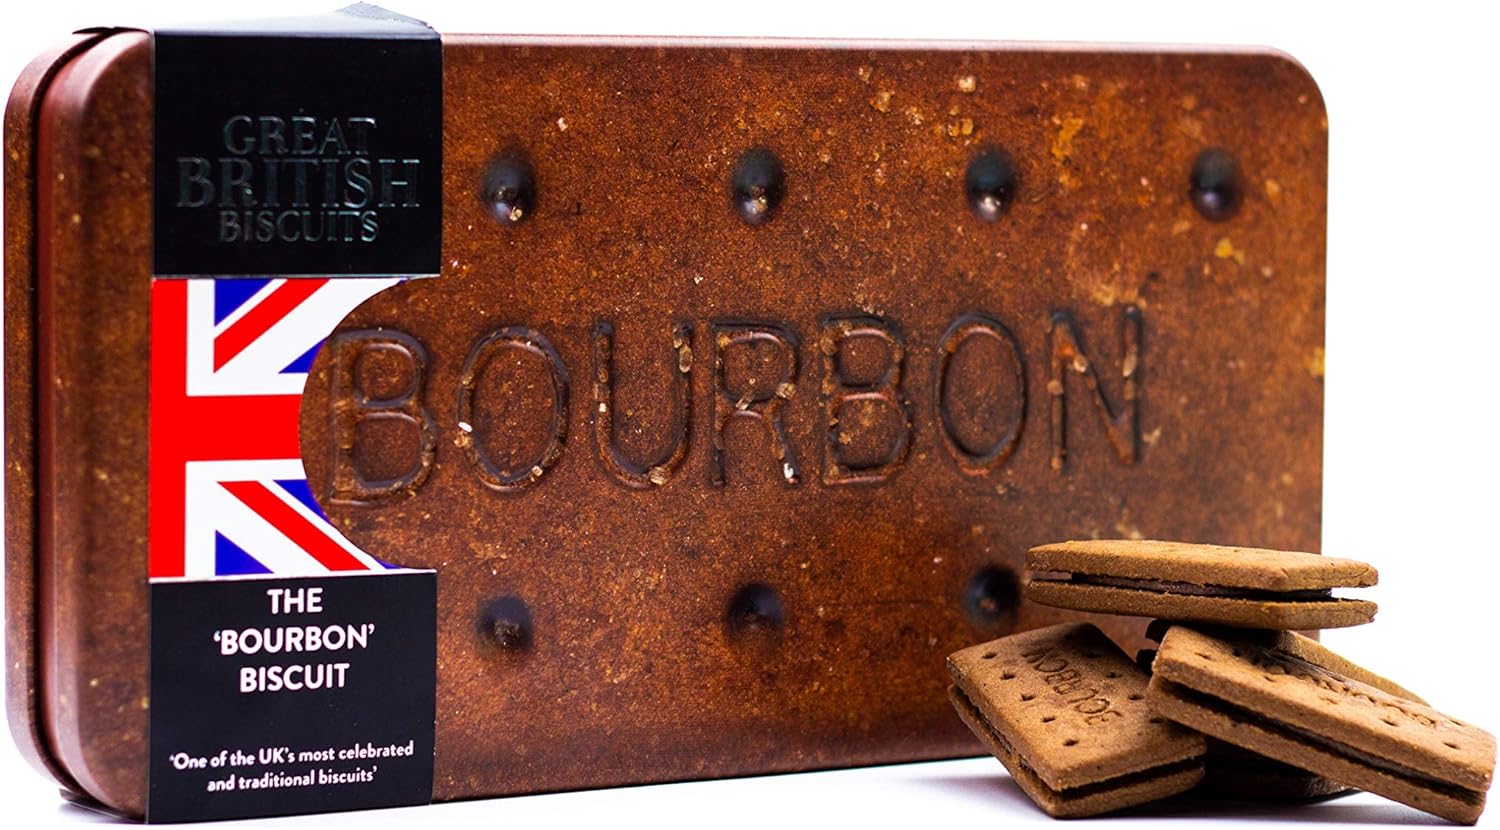 GREAT
BRITISH
BISCUITS
BOURBON
THE
‘BOURBON’
BISCUIT
‘One of the UK's most celebrated
and traditional biscuits’
BOURBON